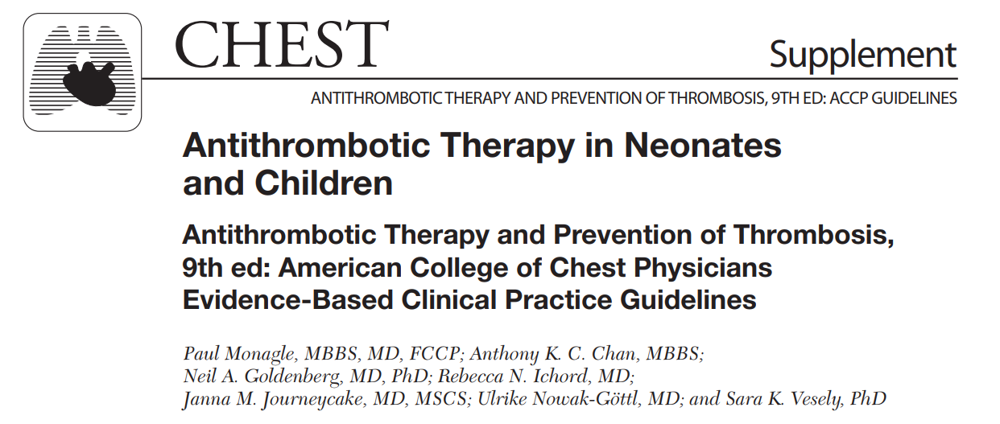 CHEST
Supplement
ANTITHROMBOTIC THERAPY AND PREVENTION OF THROMBOSIS, 9TH ED: ACCP GUIDELINES
Antithrombotic Therapy in Neonates
and Children
Antithrombotic Therapy and Prevention of Thrombosis,
9th ed: American College of Chest Physicians
Evidence-Based Clinical Practice Guidelines
Paul Monagle, MBBS, MD, FCCP; Anthony K. C. Chan, MBBS;
Neil A. Goldenberg, MD, PhD; Rebecca N. Ichord, MD;
Janna M. Journeycake, MD, MSCS; Ulrike Nowak-Göttl, MD; and Sara K. Vesely, PhD